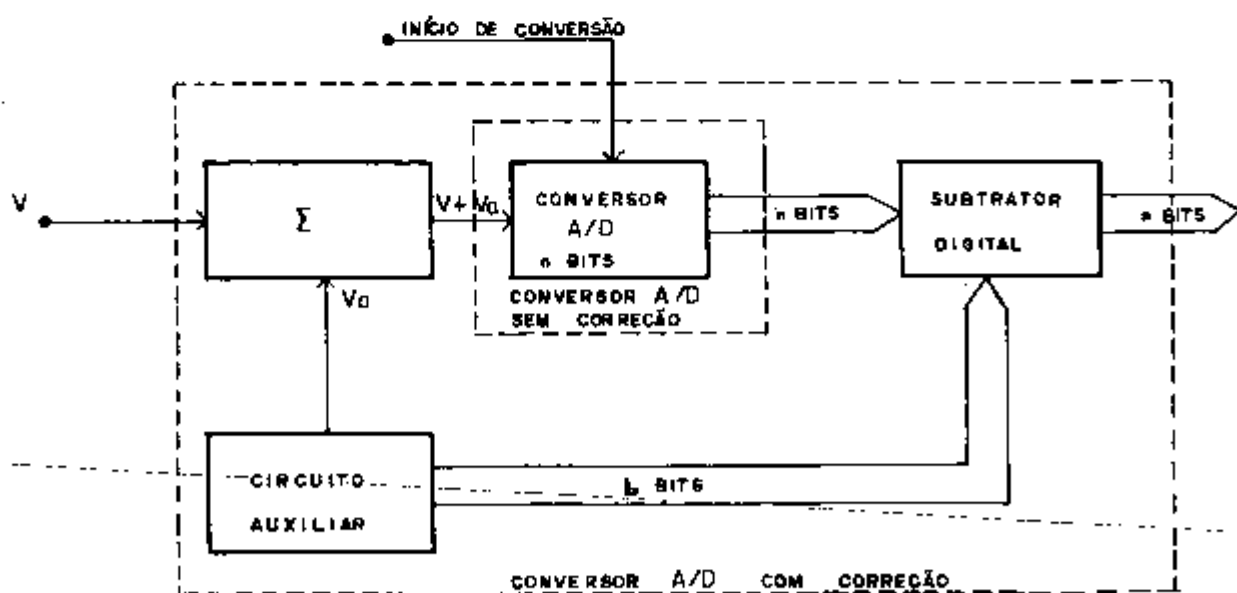 INÍCIO DE CONVERSÃO
V
Σ
V+Va
CONVERSOR
A/D
n BITS
CONVERSOR A/D
SEM CORREÇÃO
n BITS
SUBTRATOR
DIGITAL
n BITS
Va
CIRCUITO
AUXILIAR
b BITS
CONVERSOR A/D COM CORREÇÃO